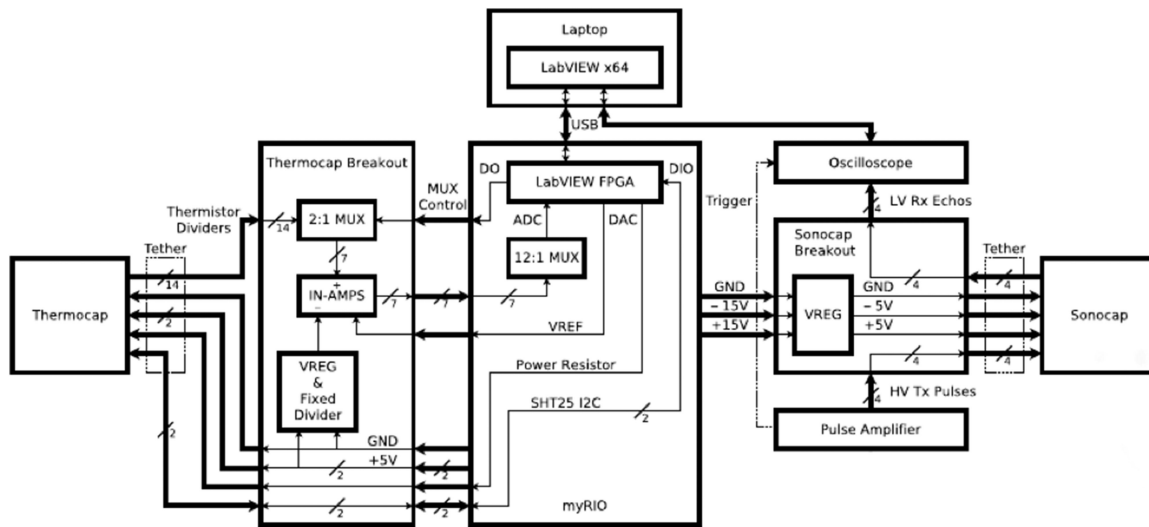 Laptop
LabVIEW x64
USB
Thermocap Breakout
DO
DIO
LabVIEW FPGA
Oscilloscope
MUX
Control
Thermistor
Dividers
14
2:1 MUX
ADC
DAC
Trigger
4
LV Rx Echos
Sonocap
Breakout
Tether
7
12:1 MUX
Tether
14
4
4
Thermocap
2
+
IN-AMPS
−
7
7
7
GND
−15V
+15V
VREG
GND
−5V
+5V
Sonocap
VREF
4
4
VREG
&
Fixed
Divider
Power Resistor
4
HV Tx Pulses
SHT25 I2C
2
Pulse Amplifier
2
GND
+5V
2
2
2
2
myRIO